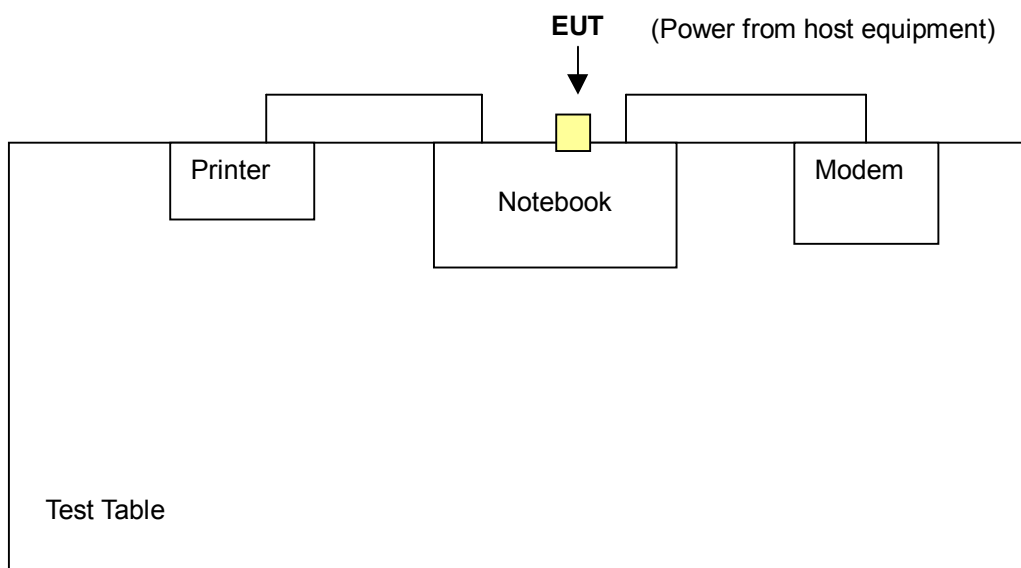 EUT (Power from host equipment)
Printer
Notebook
Modem
Test Table